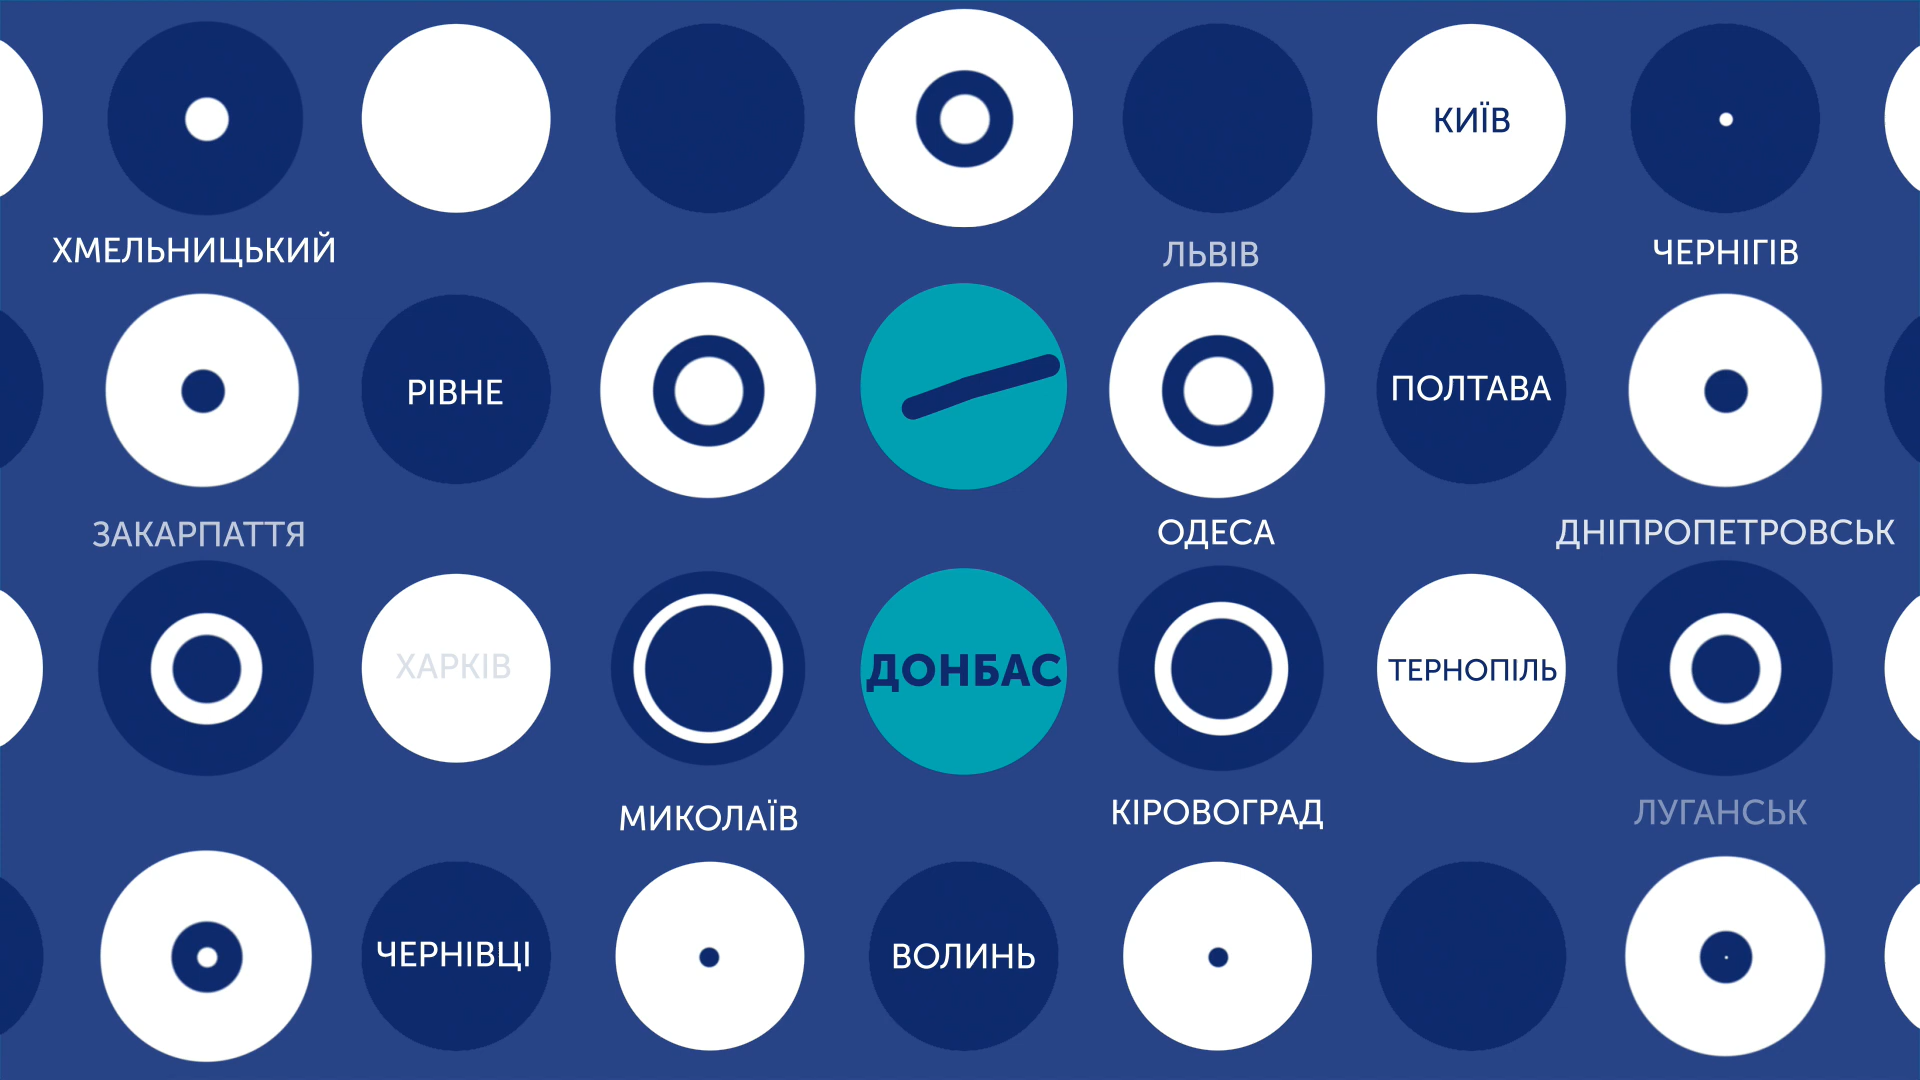 КИЇВ
ХМЕЛЬНИЦЬКИЙ
ЛЬВІВ
ЧЕРНІГІВ
РІВНЕ
ПОЛТАВА
ЗАКАРПАТТЯ
ОДЕСА
ДНІПРОПЕТРОВСЬК
ХАРКІВ
ДОНБАС
ТЕРНОПІЛЬ
МИКОЛАЇВ
КІРОВОГРАД
ЛУГАНСЬК
ЧЕРНІВЦІ
ВОЛИНЬ